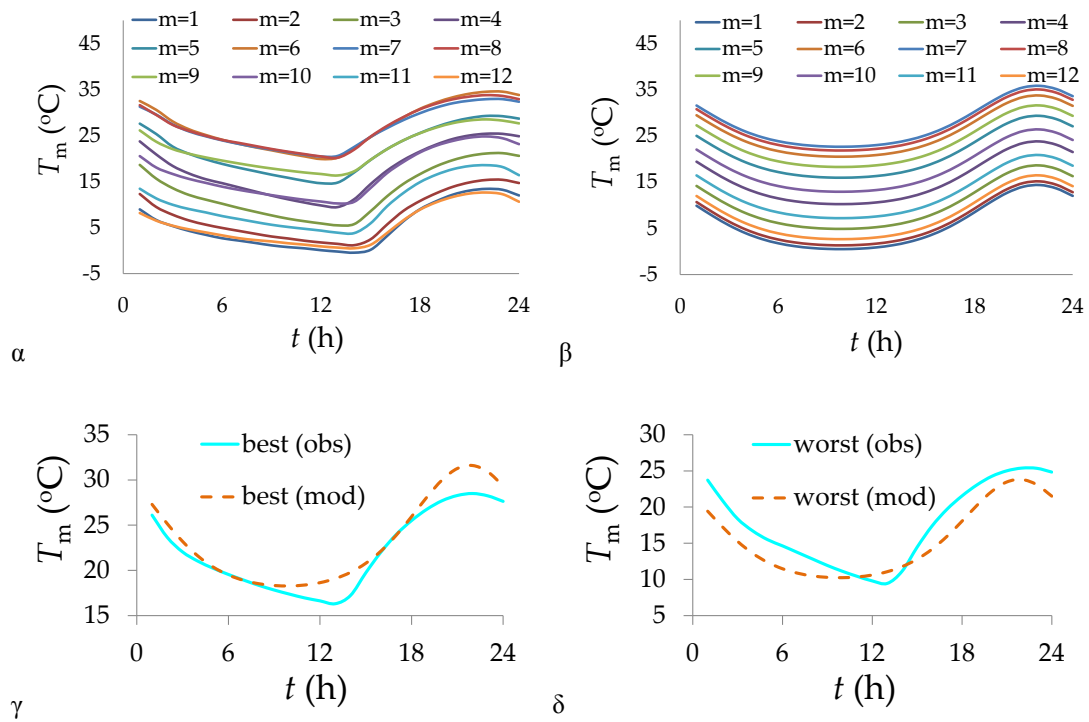 m=1 m=2 m=3 m=4
m=5 m=6 m=7 m=8
m=9 m=10 m=11 m=12
45
35
25
15
5
-5
Tm (oC)
0 6 12 18 24
t (h)
α
m=1 m=2 m=3 m=4
m=5 m=6 m=7 m=8
m=9 m=10 m=11 m=12
45
35
25
15
5
-5
Tm (oC)
0 6 12 18 24
t (h)
β
best (obs)
best (mod)
35
30
25
20
15
Tm (oC)
0 6 12 18 24
t (h)
γ
worst (obs)
worst (mod)
30
25
20
15
10
5
Tm (oC)
0 6 12 18 24
t (h)
δ